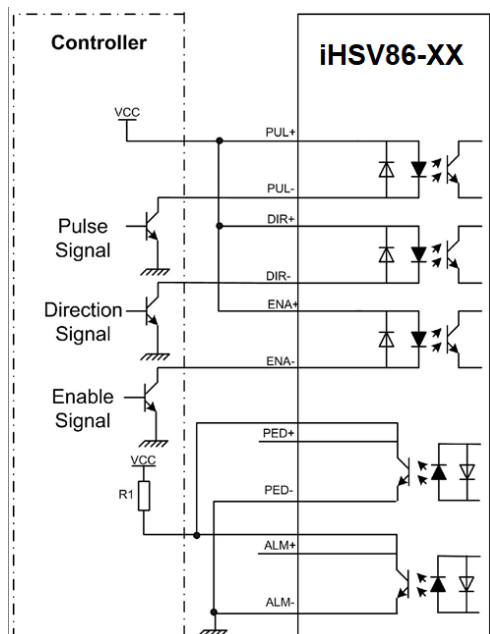 Controller
iHSV86-XX
VCC
PUL+
PUL-
Pulse
Signal
DIR+
DIR-
Direction
Signal
ENA+
ENA-
Enable
Signal
PED+
VCC
R1
PED-
ALM+
ALM-